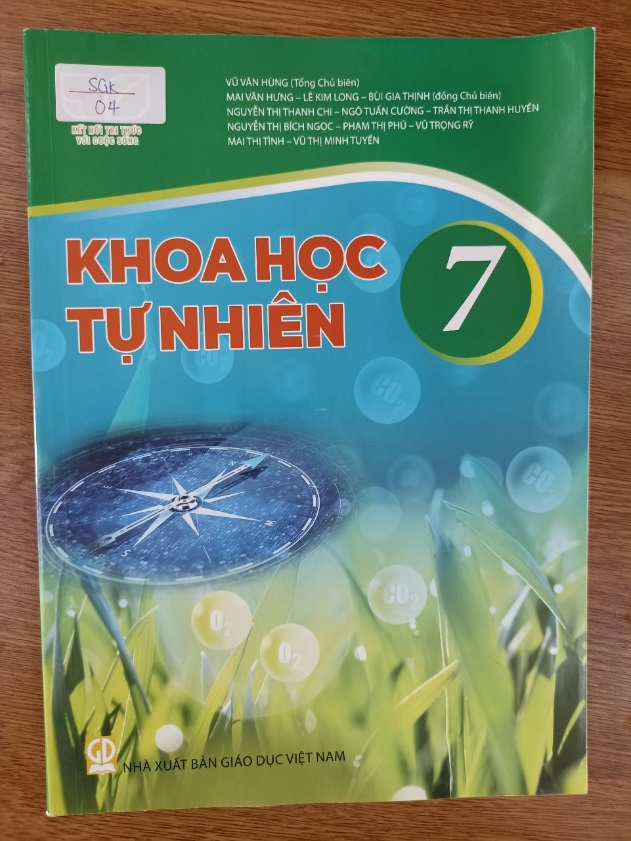 SGK
04
KẾT NỐI TRI THỨC
VỚI CUỘC SỐNG
VŨ VĂN HÙNG (Tổng Chủ biên)
MAI VĂN HƯNG – LÊ KIM LONG – BÙI GIA THỊNH (đồng Chủ biên)
NGUYỄN THỊ THANH CHI – NGÔ TUẤN CƯỜNG – TRẦN THỊ THANH HUYỀN
NGUYỄN THỊ BÍCH NGỌC – PHẠM THỊ PHÚ – VŨ TRỌNG RỸ
MAI THỊ TÌNH – VŨ THỊ MINH TUYẾN
KHOA HỌC
TỰ NHIÊN
7
CO2
CO2
CO2
CO2
O2
O2
N
E
S
W
GD
NHÀ XUẤT BẢN GIÁO DỤC VIỆT NAM